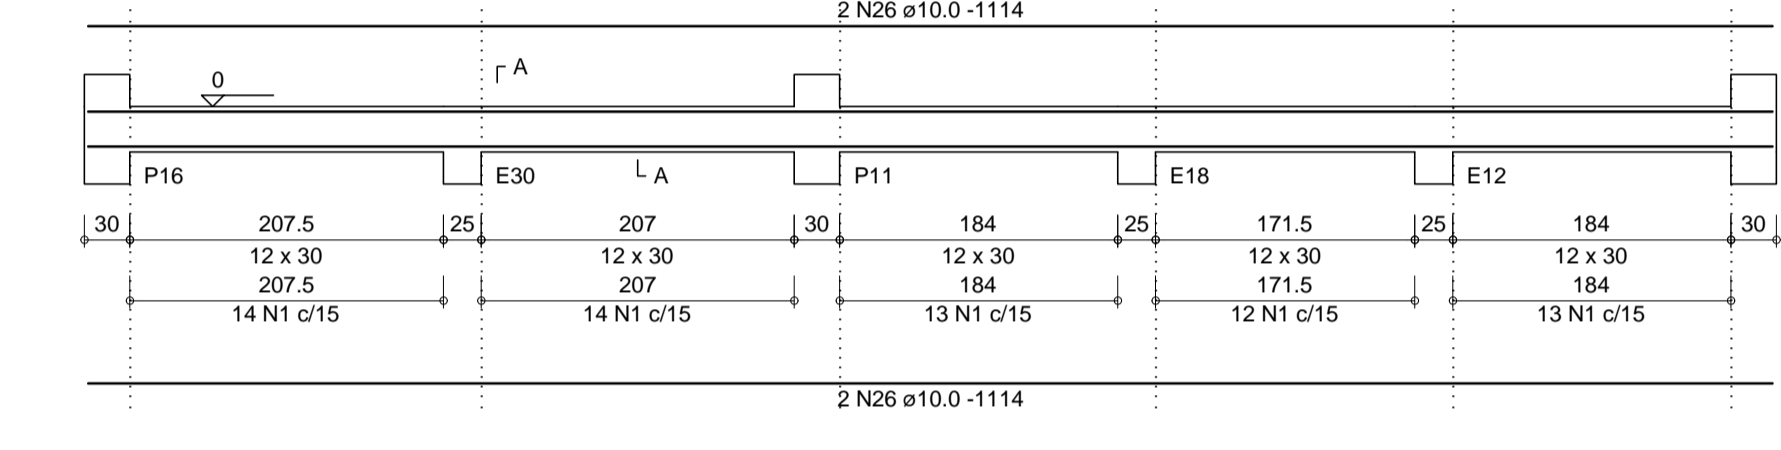 2 N26 ø10.0 -1114
A
0
P16 E30 A P11 E18 E12
30 207.5 25 207 30 184 25 171.5 25 184 30
12 x 30 12 x 30 12 x 30 12 x 30 12 x 30
207.5 207 184 171.5 184
14 N1 c/15 14 N1 c/15 13 N1 c/15 12 N1 c/15 13 N1 c/15
2 N26 ø10.0 -1114